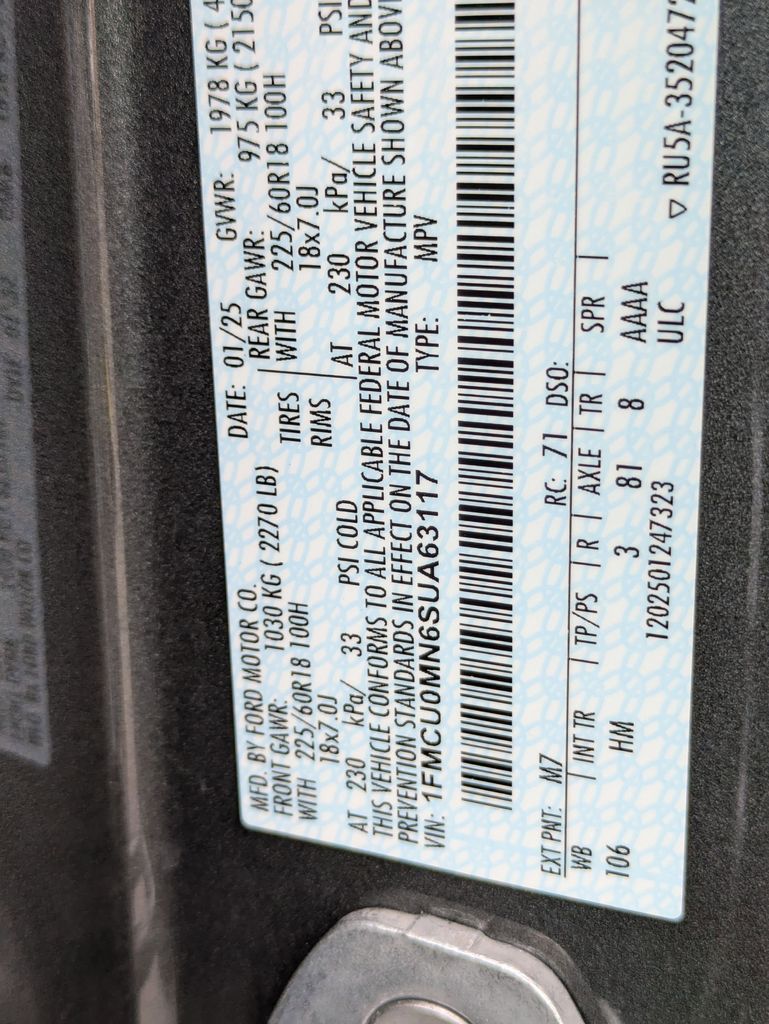 MFD. BY FORD MOTOR CO. DATE: 01/25 GVWR: 1978 KG ( 4
FRONT GAWR: 1030 KG ( 2270 LB) REAR GAWR: 975 KG ( 2150
WITH 225/60R18 100H TIRES WITH 225/60R18 100H
18x7.0J RIMS 18x7.0J
AT 230 kPa/ 33 PSI COLD AT 230 kPa/ 33 PSI
THIS VEHICLE CONFORMS TO ALL APPLICABLE FEDERAL MOTOR VEHICLE SAFETY AND
PREVENTION STANDARDS IN EFFECT ON THE DATE OF MANUFACTURE SHOWN ABOV
VIN: 1FMCU0MN6SUA63117 TYPE: MPV
EXT PNT: M7 RC: 71 DSO:
WB INT TR TP/PS R AXLE TR SPR
106 HM 3 81 8 AAAA
1202501247323 ULC
▽ RU5A-3520472